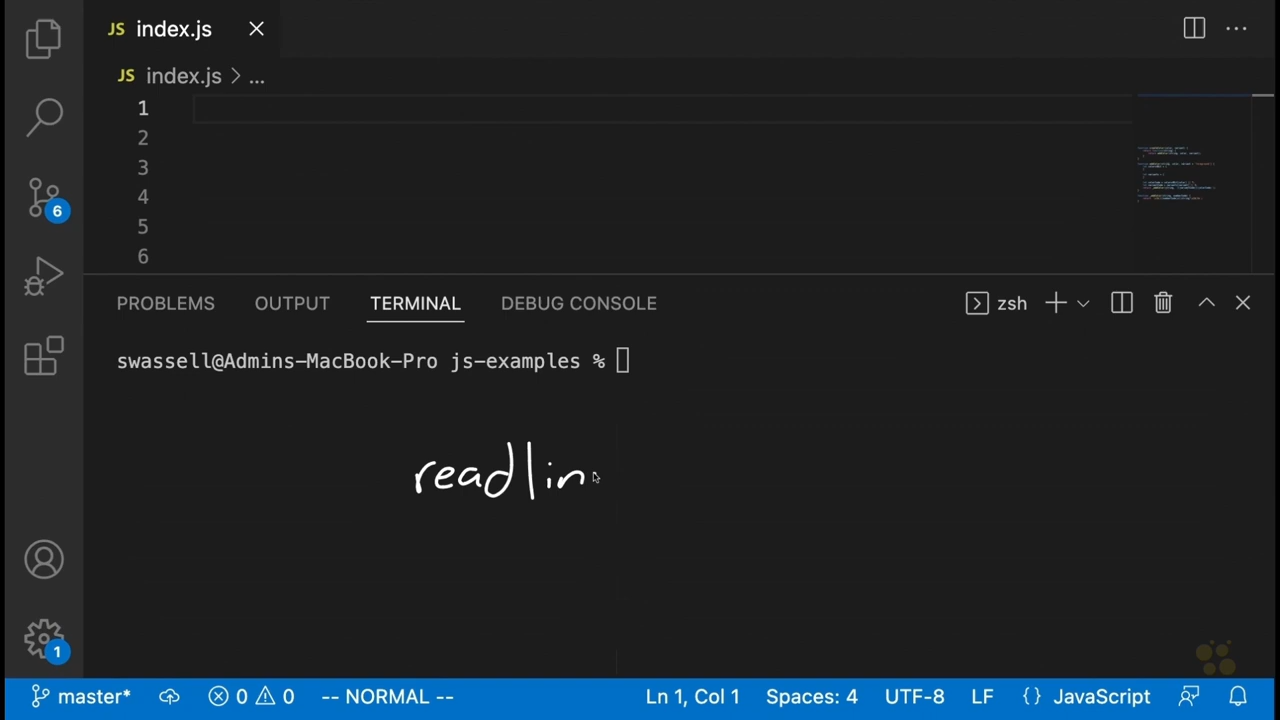 JS index.js
JS index.js > ...
1
2
3
4
5
6
6
PROBLEMS OUTPUT TERMINAL DEBUG CONSOLE zsh
swassell@Admins-MacBook-Pro js-examples %
readlin
1
master* 0 0 -- NORMAL -- Ln 1, Col 1 Spaces: 4 UTF-8 LF {} JavaScript